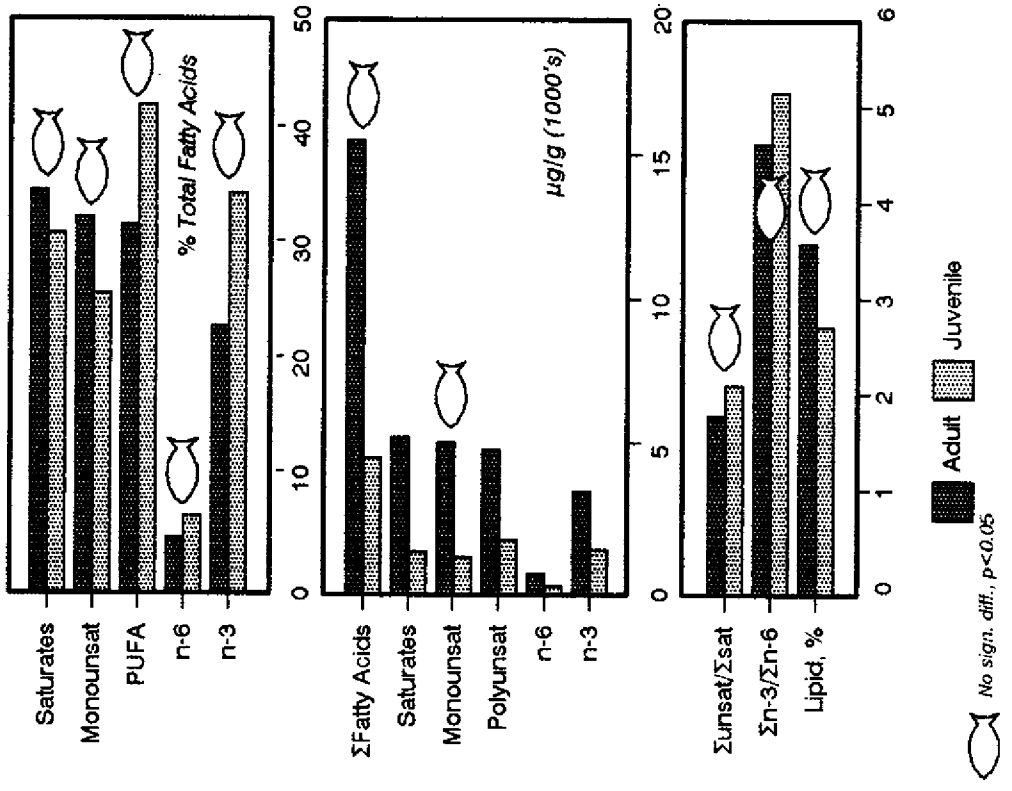 Saturates
Monounsat
PUFA
n-6
% Total Fatty Acids
n-3
0 10 20 30 40 50
ΣFatty Acids
Saturates
Monounsat
Polyunsat
n-6
µg/g (1000's)
n-3
0 5 10 15 20
Σunsat/Σsat
Σn-3/Σn-6
Lipid, %
0 1 2 3 4 5 6
Adult Juvenile
No sign. diff., p<0.05